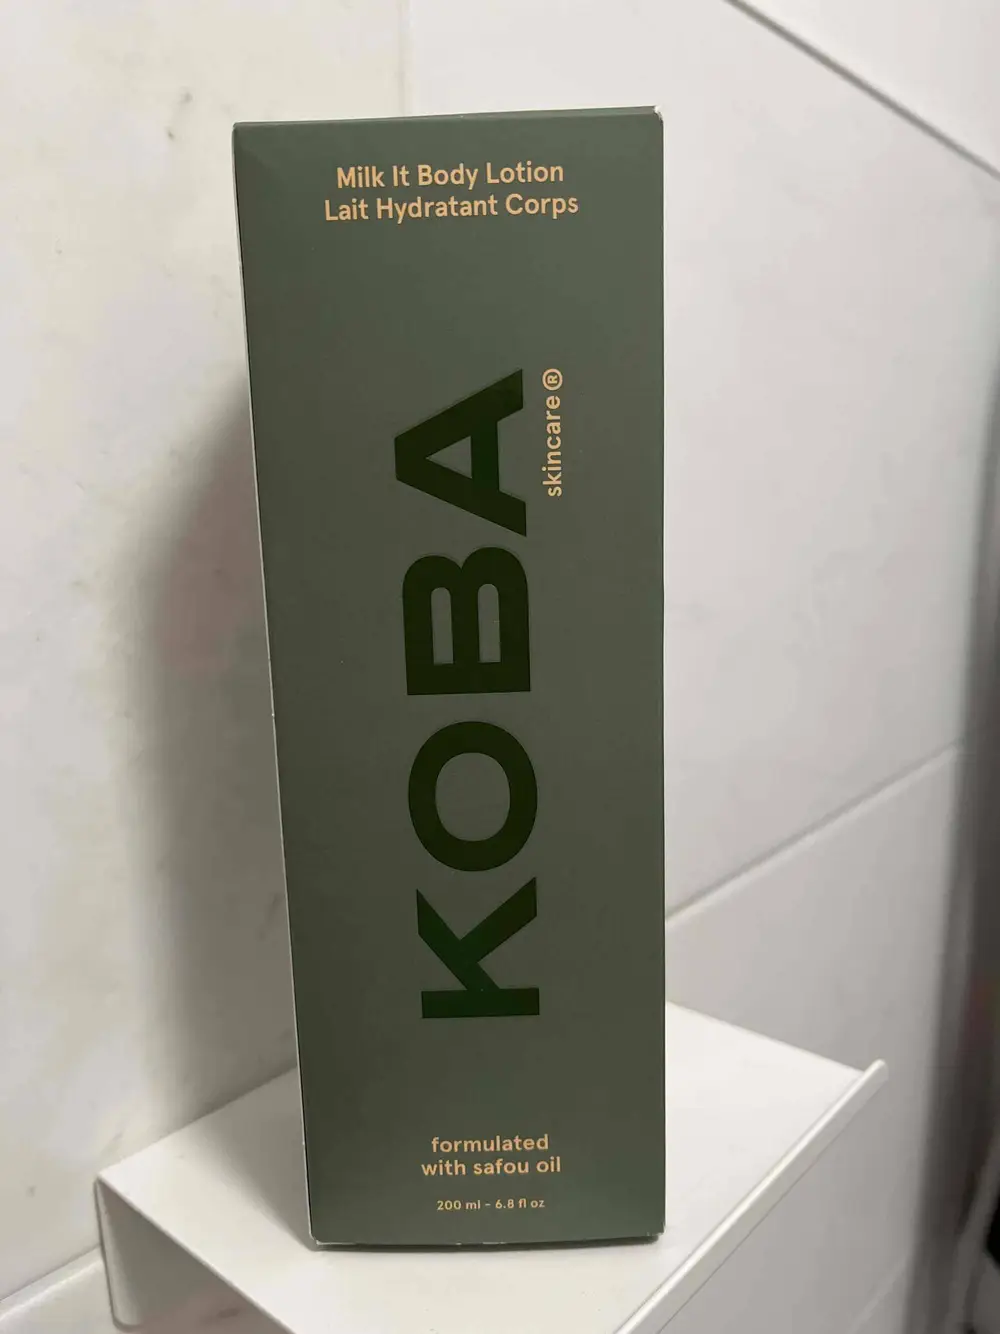 Milk It Body Lotion
Lait Hydratant Corps
KOBA
skincare®
formulated
with safou oil
200 ml - 6.8 fl oz